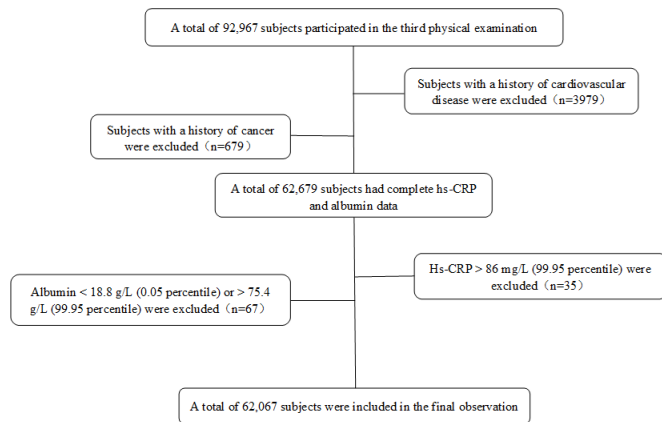 A total of 92,967 subjects participated in the third physical examination
Subjects with a history of cardiovascular
disease were excluded（n=3979）
Subjects with a history of cancer
were excluded（n=679）
A total of 62,679 subjects had complete hs-CRP
and albumin data
Hs-CRP > 86 mg/L (99.95 percentile) were
excluded（n=35）
Albumin < 18.8 g/L (0.05 percentile) or > 75.4
g/L (99.95 percentile) were excluded（n=67）
A total of 62,067 subjects were included in the final observation